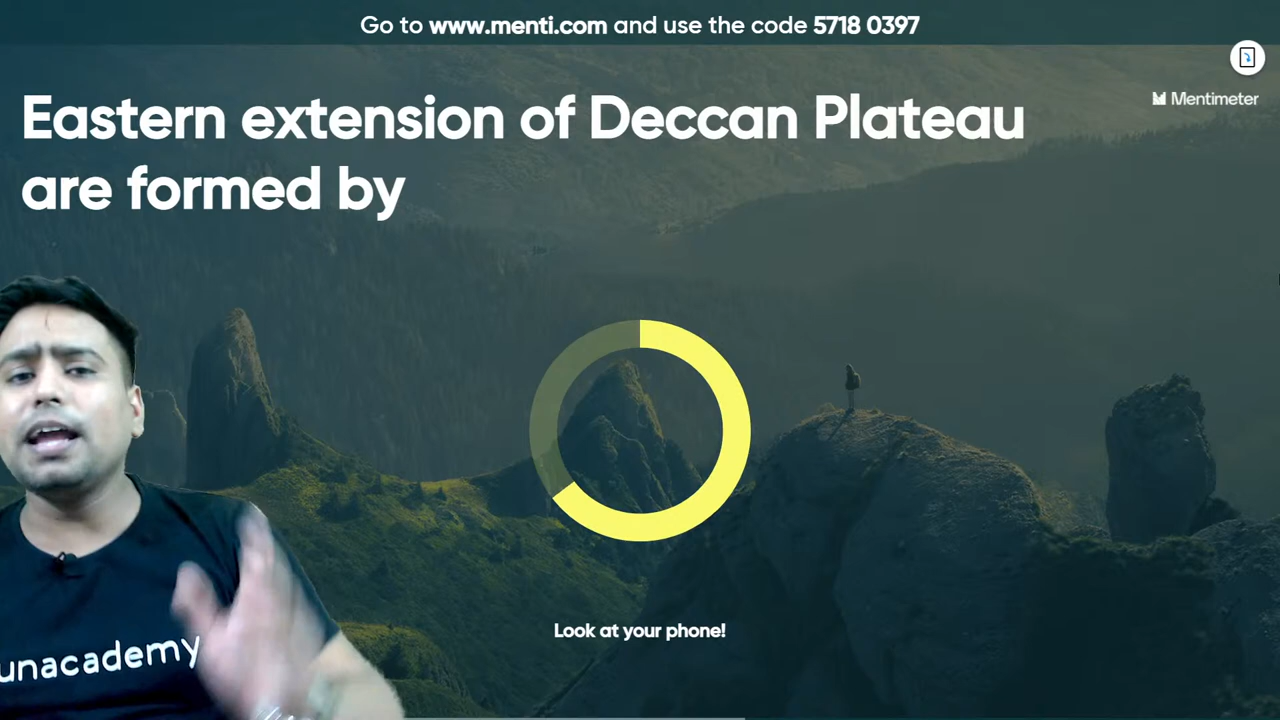 Go to www.menti.com and use the code 5718 0397
Mentimeter
Eastern extension of Deccan Plateau
are formed by
Look at your phone!
unacademy